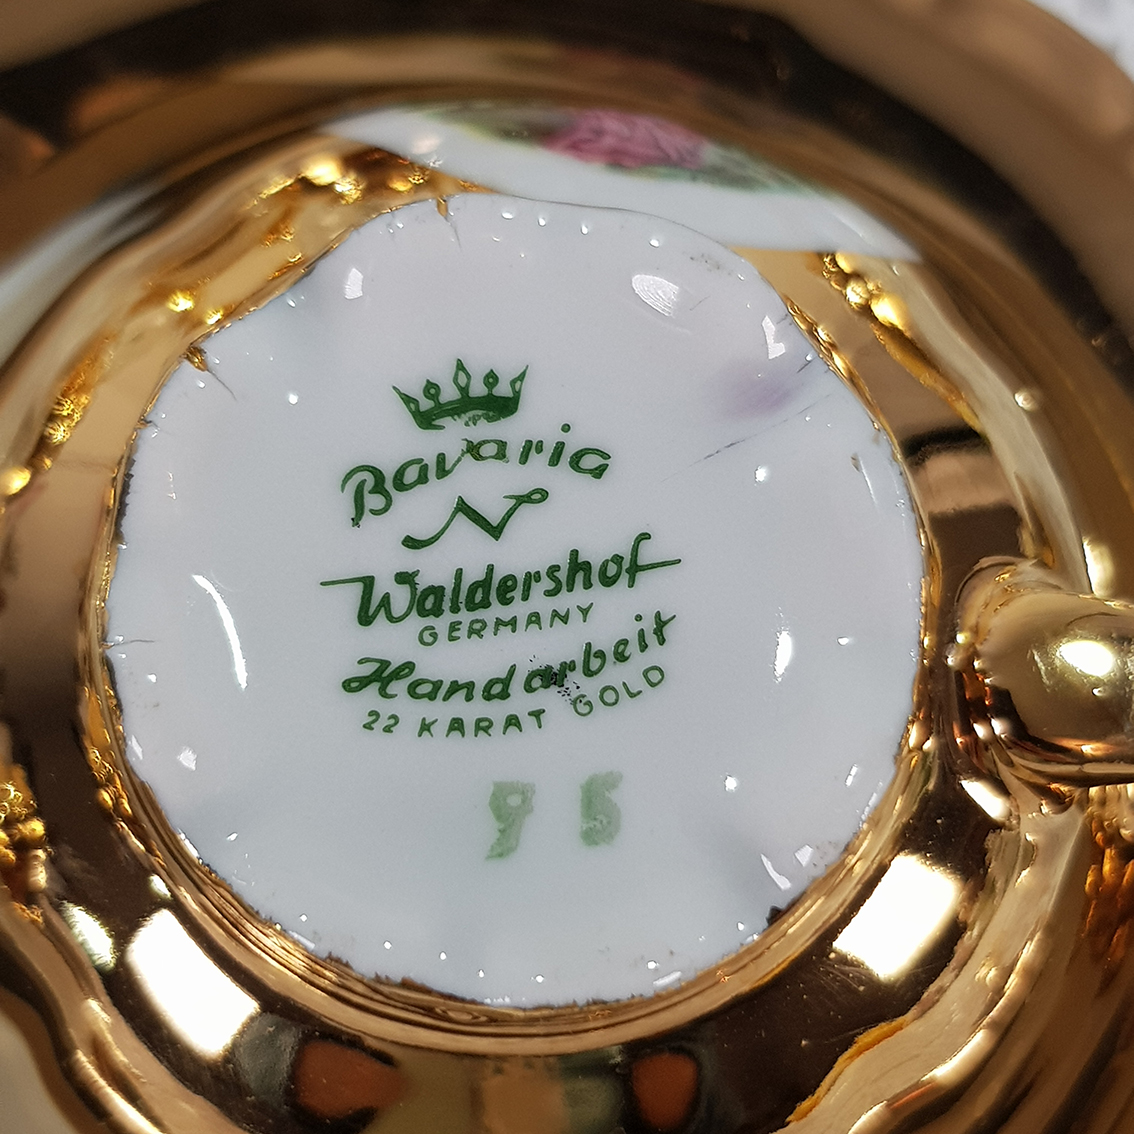 Bavaria
N
Waldershof
GERMANY
Handarbeit
22 KARAT GOLD
95